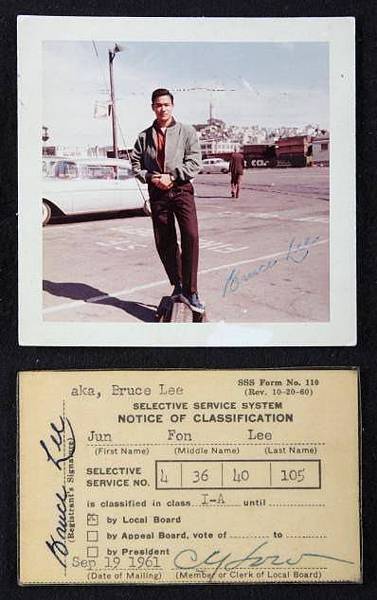 Bruce Lee
aka, Bruce Lee
SSS Form No. 110
(Rev. 10-20-60)
SELECTIVE SERVICE SYSTEM
NOTICE OF CLASSIFICATION
Jun Fon Lee
(First Name) (Middle Name) (Last Name)
SELECTIVE SERVICE NO. 4 36 40 105
is classified in class I-A until
by Local Board
by Appeal Board, vote of to
by President
Sep 19 1961
(Date of Mailing) (Member of Clerk of Local Board)
Bruce Lee
(Registrant's Signature)